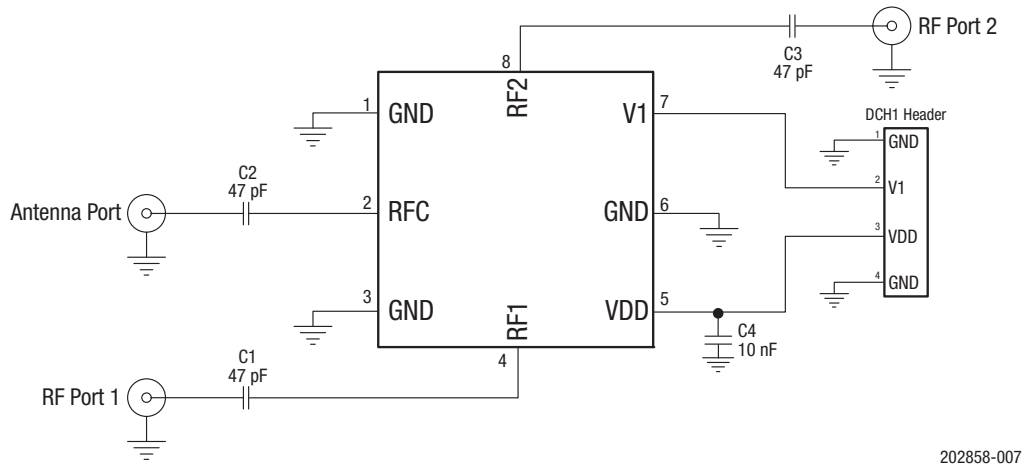 RF Port 2
C3
47 pF
8
RF2
1
GND
V1
7
DCH1 Header
1
GND
C2
47 pF
2
V1
Antenna Port
2
RFC
GND
6
3
VDD
3
GND
VDD
5
4
GND
C4
10 nF
RF1
4
C1
47 pF
RF Port 1
202858-007